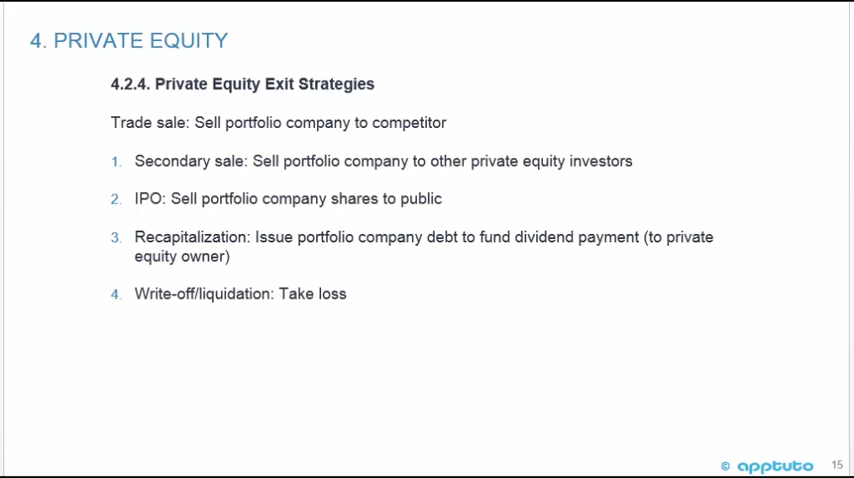 4. PRIVATE EQUITY
4.2.4. Private Equity Exit Strategies
Trade sale: Sell portfolio company to competitor
1. Secondary sale: Sell portfolio company to other private equity investors
2. IPO: Sell portfolio company shares to public
3. Recapitalization: Issue portfolio company debt to fund dividend payment (to private
equity owner)
4. Write-off/liquidation: Take loss
© apptuto 15